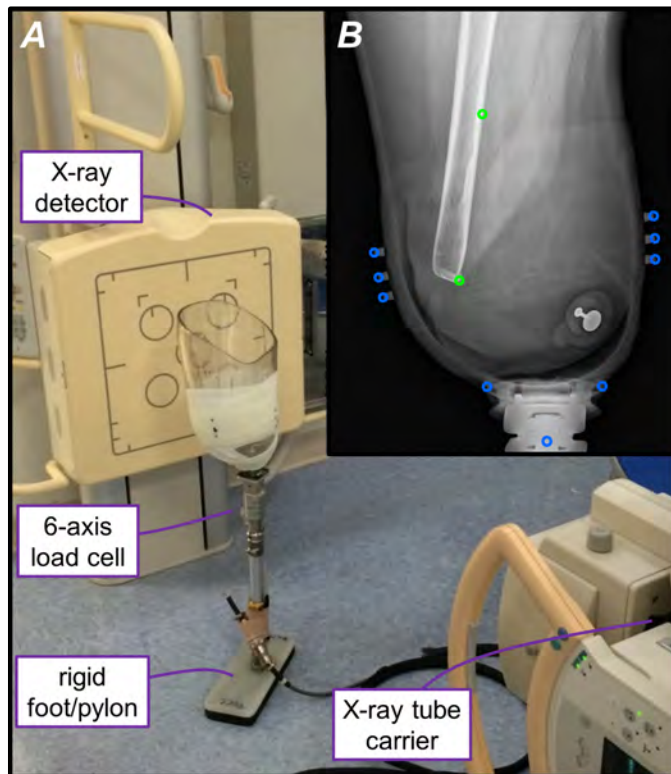 A
B
X-ray
detector
6-axis
load cell
rigid
foot/pylon
X-ray tube
carrier